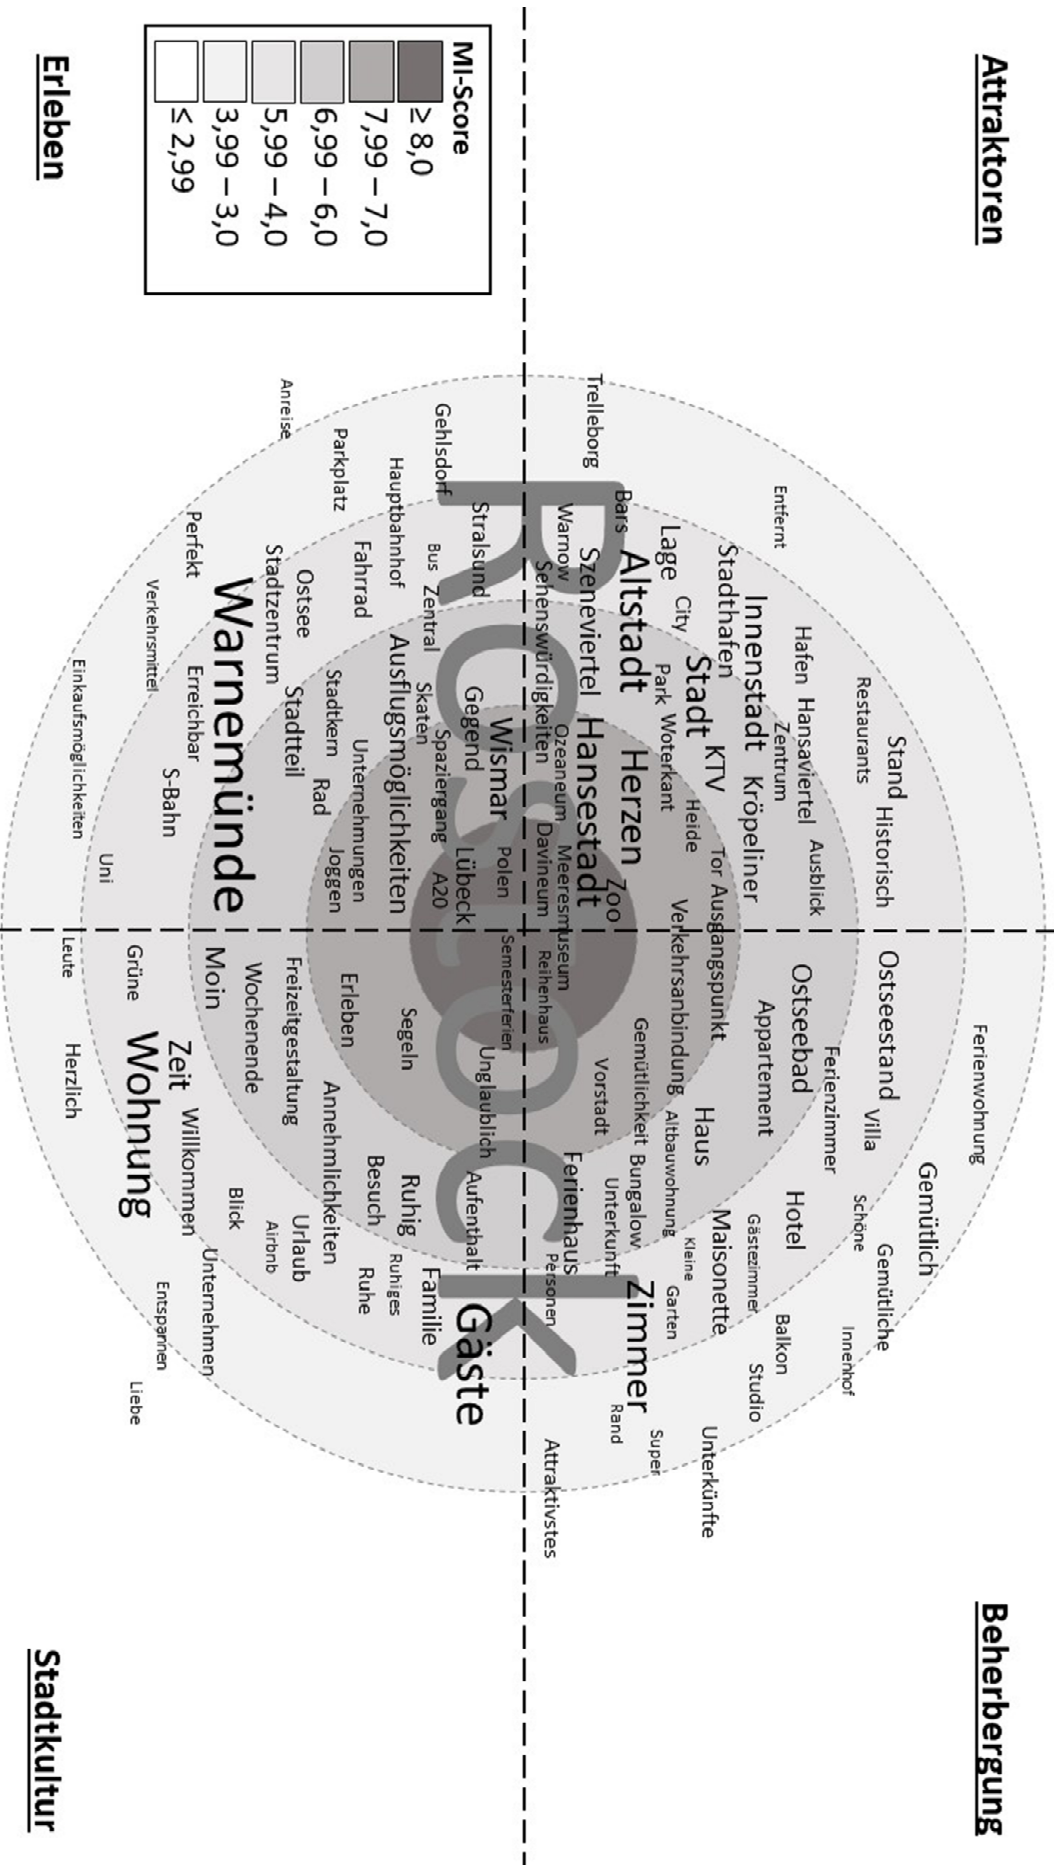 Attraktoren
Beherbergung
Erleben
Stadtkultur
MI-Score
≥ 8,0
7,99 – 7,0
6,99 – 6,0
5,99 – 4,0
3,99 – 3,0
≤ 2,99
Rostock
Stand
Historisch
Restaurants
Hafen
Hansaviertel
Ausblick
Entfernt
Zentrum
Innenstadt
Kröpeliner
Stadthafen
KTV
Tor
Ausgangspunkt
Stadt
Heide
City
Lage
Park
Woterkant
Verkehrsanbindung
Altstadt
Herzen
Zoo
Bars
Trelleborg
Szeneviertel
Hansestadt
Warnow
Ozeaneum
Meeresmuseum
Sehenswürdigkeiten
Davineum
Ferienwohnung
Gemütlich
Ostseestand
Villa
Gemütliche
Schöne
Innenhof
Ferienzimmer
Ostseebad
Hotel
Balkon
Appartement
Gästezimmer
Studio
Haus
Maisonette
Unterkünfte
Kleine
Altbauwohnung
Garten
Super
Gemütlichkeit
Bungalow
Zimmer
Unterkunft
Rand
Vorstadt
Ferienhaus
Personen
Attraktivstes
Reihenhaus
Wismar
Polen
Stralsund
Gegend
Lübeck
Gehlsdorf
Bus
Zentral
Spaziergang
A20
Skaten
Hauptbahnhof
Ausflugsmöglichkeiten
Fahrrad
Unternehmungen
Parkplatz
Stadtkern
Joggen
Rad
Ostsee
Stadtteil
Anreise
Stadtzentrum
Warnemünde
Perfekt
Erreichbar
S-Bahn
Verkehrsmittel
Uni
Einkaufsmöglichkeiten
Semesterferien
Unglaublich
Aufenthalt
Gäste
Familie
Segeln
Ruhig
Ruhiges
Besuch
Ruhe
Erleben
Annehmlichkeiten
Freizeitgestaltung
Urlaub
Airbnb
Wochenende
Blick
Moin
Unternehmen
Willkommen
Zeit
Entspannen
Wohnung
Grüne
Liebe
Leute
Herzlich